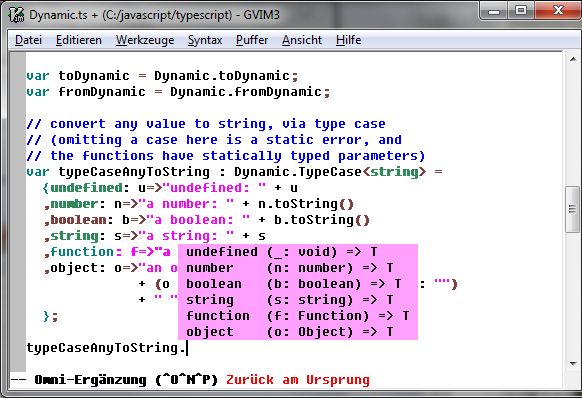 Dynamic.ts + (C:/javascript/typescript) - GVIM3
Datei Editieren Werkzeuge Syntax Puffer Ansicht Hilfe
var toDynamic = Dynamic.toDynamic;
var fromDynamic = Dynamic.fromDynamic;
// convert any value to string, via type case
// (omitting a case here is a static error, and
// the functions have statically typed parameters)
var typeCaseAnyToString : Dynamic.TypeCase<string> =
{undefined: u=>"undefined: " + u
,number: n=>"a number: " + n.toString()
,boolean: b=>"a boolean: " + b.toString()
,string: s=>"a string: " + s
,function: f=>"a
undefined (_: void) => T
,object: o=>"an o
number (n: number) => T
+ (o
boolean (b: boolean) => T
: "")
+ " "
string (s: string) => T
};
function (f: Function) => T
object (o: Object) => T
typeCaseAnyToString.
-- Omni-Ergänzung (^O^N^P) Zurück am Ursprung